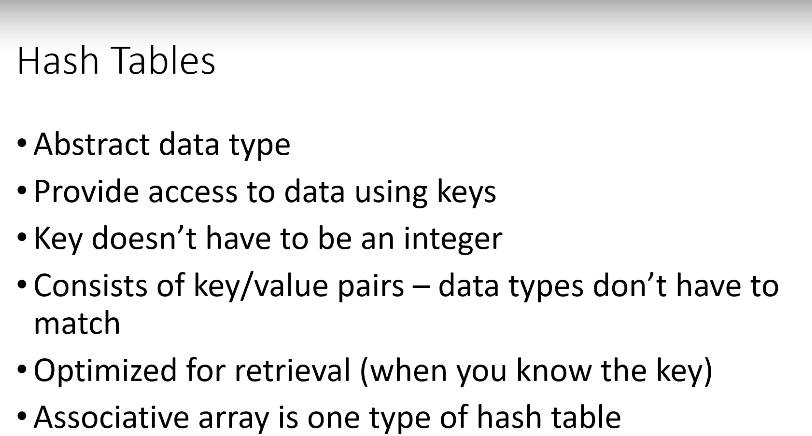 Hash Tables
• Abstract data type
• Provide access to data using keys
• Key doesn’t have to be an integer
• Consists of key/value pairs – data types don’t have to
match
• Optimized for retrieval (when you know the key)
• Associative array is one type of hash table